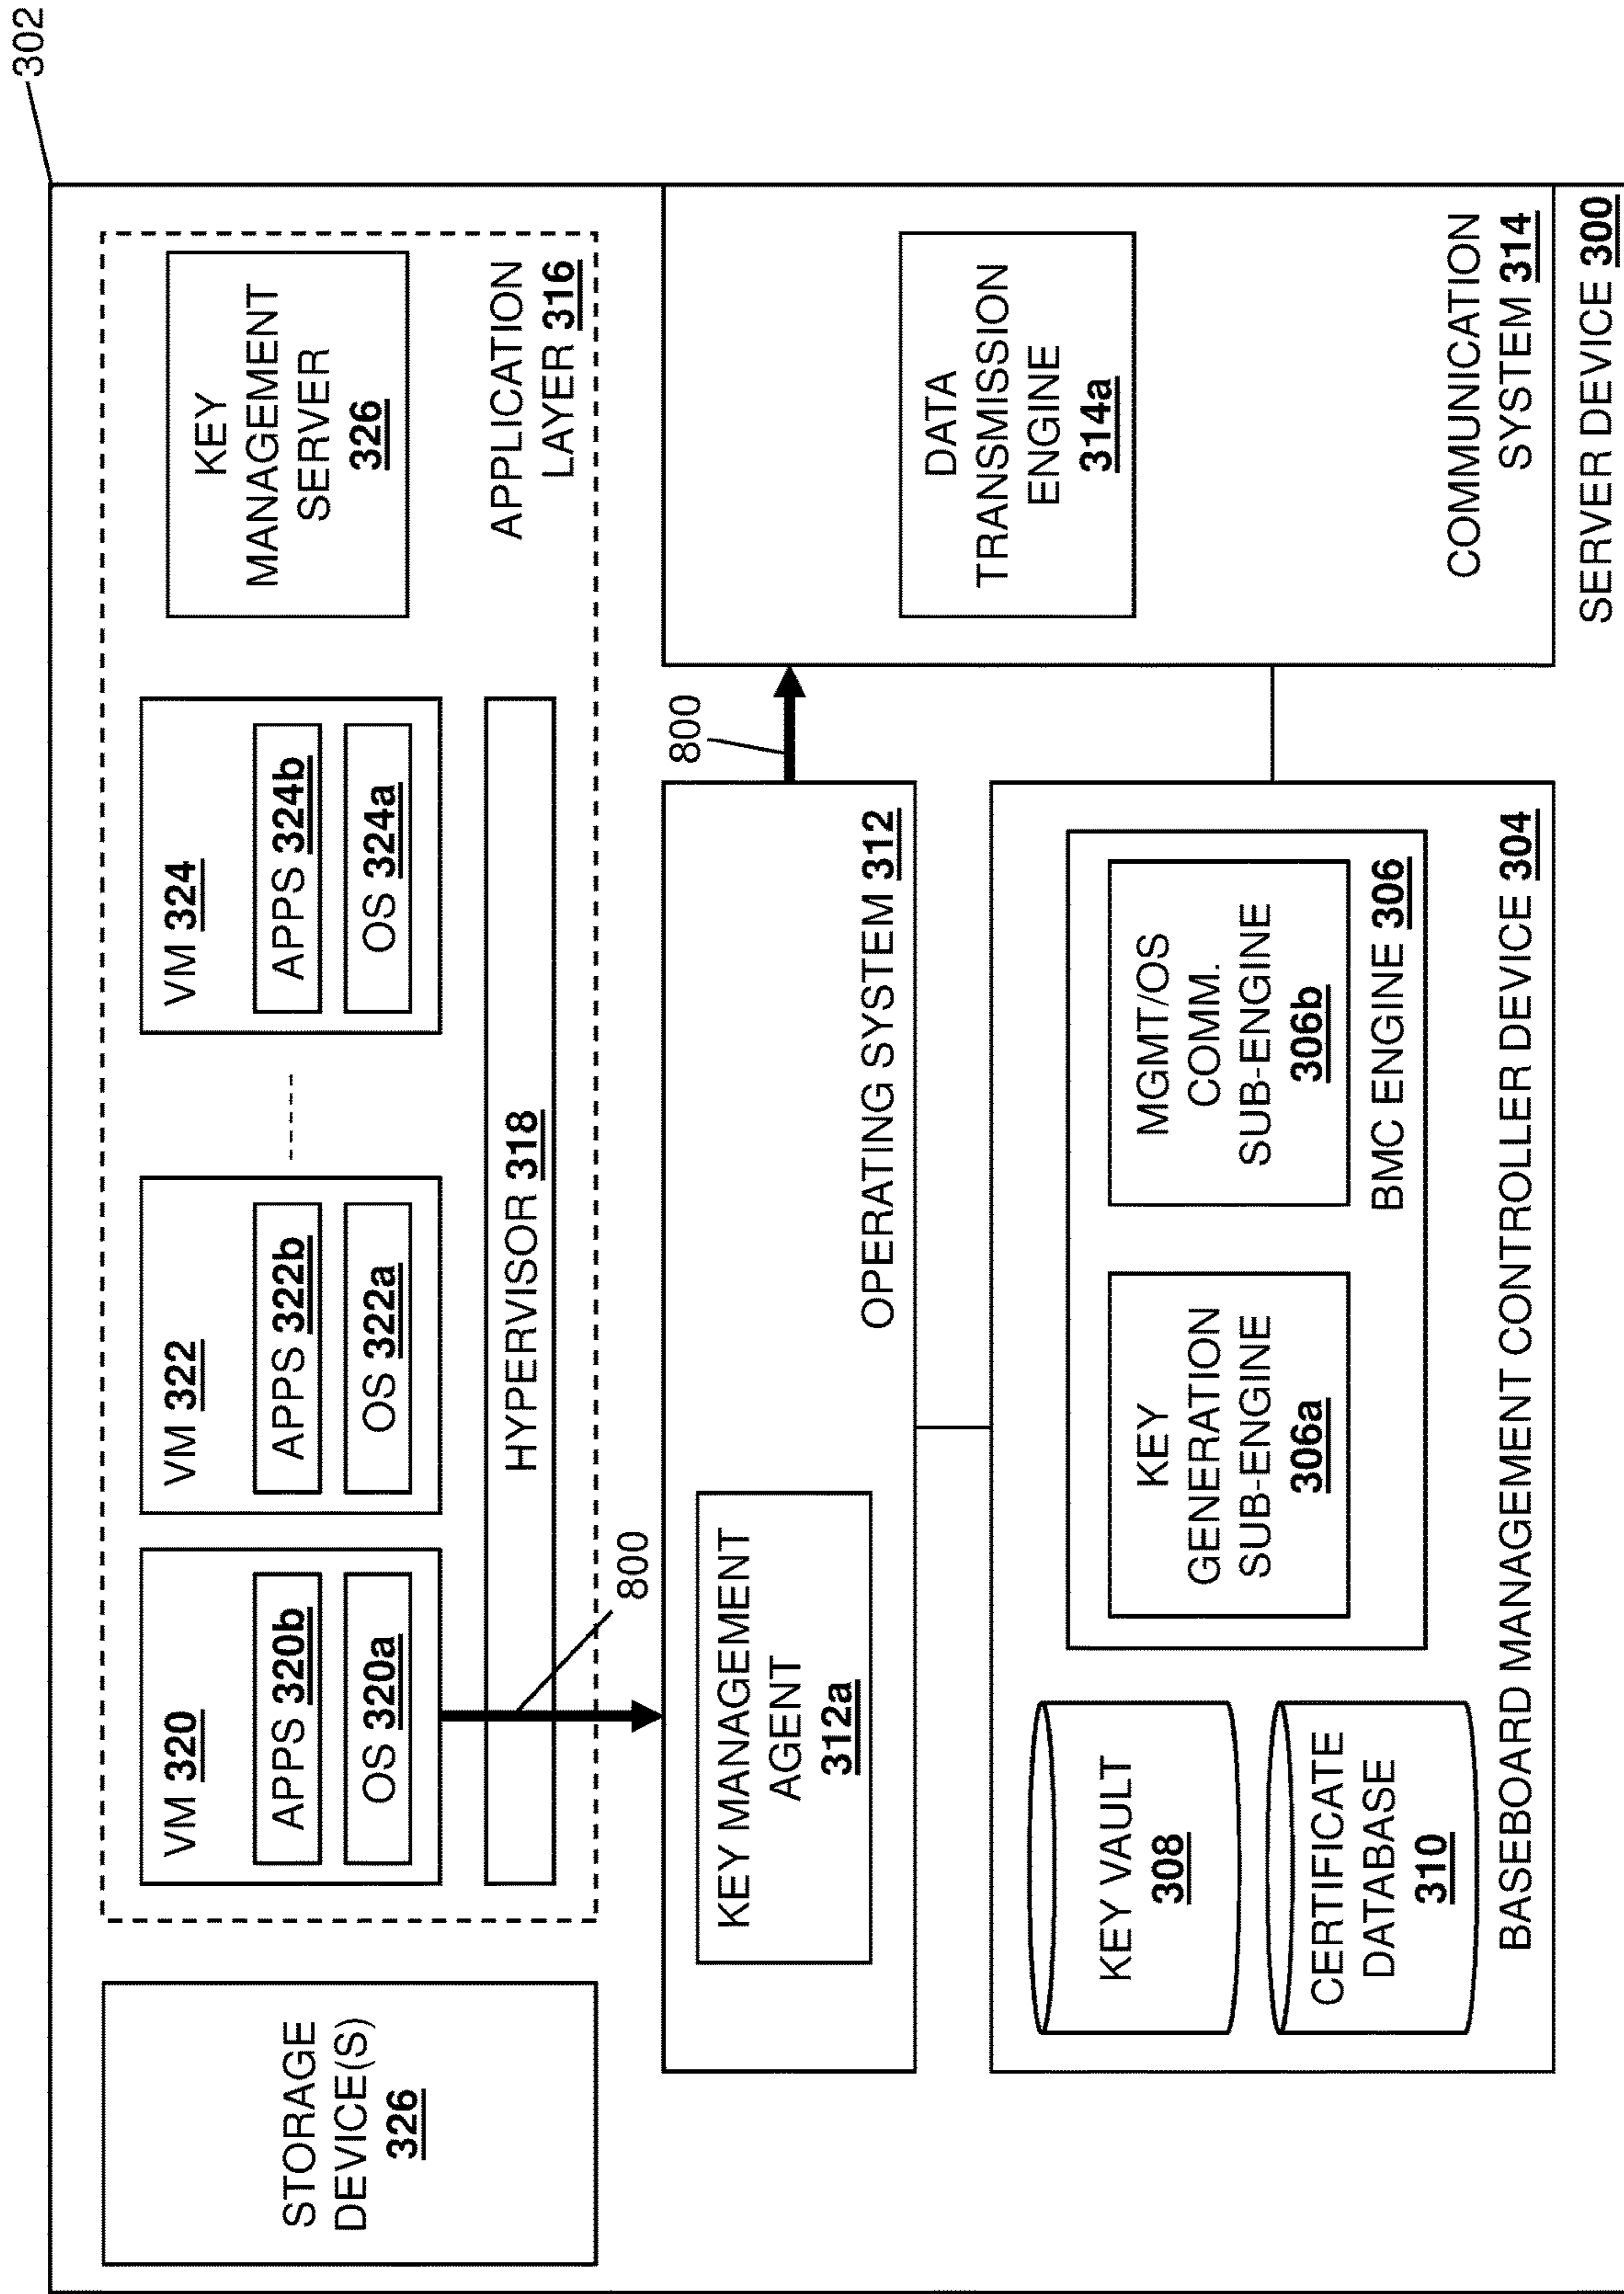 302
STORAGE
DEVICE(S)
326
VM 320
APPS 320b
OS 320a
VM 322
APPS 322b
OS 322a
VM 324
APPS 324b
OS 324a
HYPERVISOR 318
KEY
MANAGEMENT
SERVER
326
APPLICATION
LAYER 316
800
KEY MANAGEMENT
AGENT
312a
OPERATING SYSTEM 312
800
DATA
TRANSMISSION
ENGINE
314a
COMMUNICATION
SYSTEM 314
KEY VAULT
308
CERTIFICATE
DATABASE
310
KEY
GENERATION
SUB-ENGINE
306a
MGMT/OS
COMM.
SUB-ENGINE
306b
BMC ENGINE 306
BASEBOARD MANAGEMENT CONTROLLER DEVICE 304
SERVER DEVICE 300